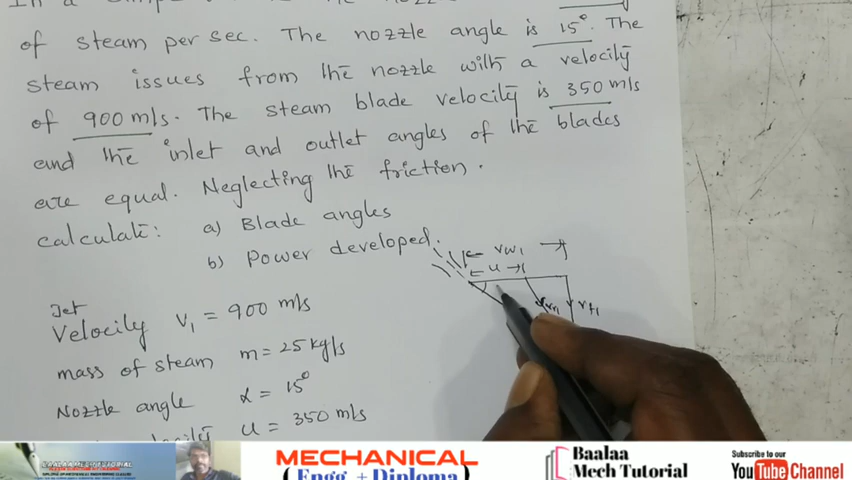 of steam per sec. The nozzle angle is 15°. The
steam issues from the nozzle with a velocity
of 900 m/s. The steam blade velocity is 350 m/s
and the inlet and outlet angles of the blades
are equal. Neglecting the friction.
calculate: a) Blade angles
b) Power developed.
Vw1
u
Vr1
Vf1
Jet
Velocity V1 = 900 m/s
mass of steam m = 25 kg/s
Nozzle angle α = 15°
u = 350 m/s
MECHANICAL
Engg. + Diploma
Baalaa
Mech Tutorial
Subscribe to our
YouTube Channel